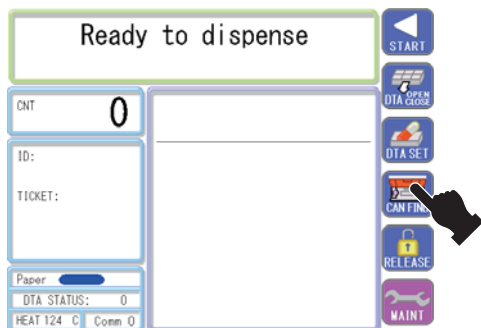 Ready to dispense
START
DTA OPEN CLOSE
CNT 0
DTA SET
ID:
TICKET:
CAN FIN
RELEASE
Paper
DTA STATUS: 0
HEAT 124 C Comm 0
MAINT